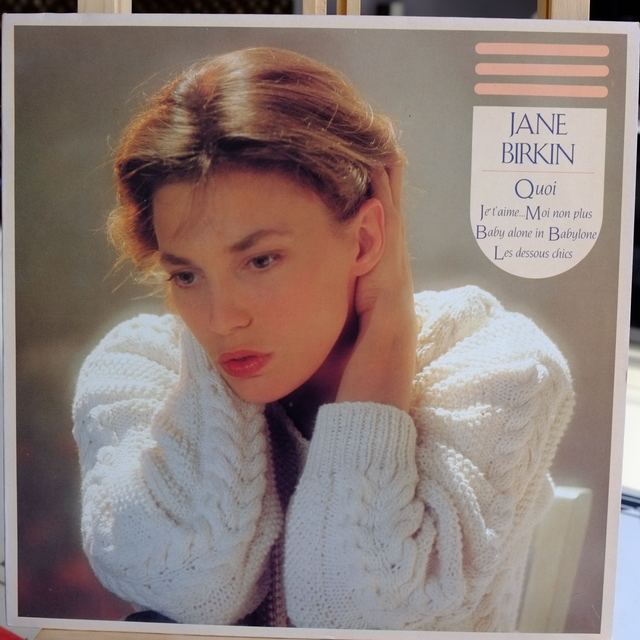 JANE
BIRKIN
Quoi
Je t'aime...Moi non plus
Baby alone in Babylone
Les dessous chics